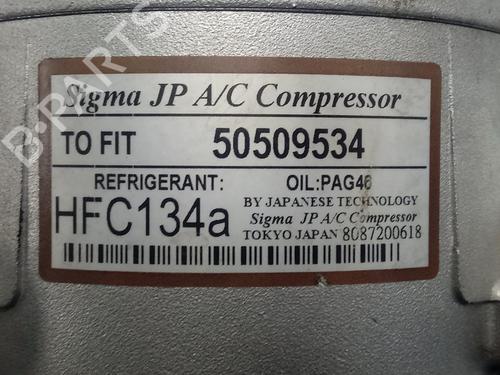 Sigma JP A/C Compressor
TO FIT 50509534
REFRIGERANT: OIL:PAG46
HFC134a
BY JAPANESE TECHNOLOGY
Sigma JP A/C Compressor
TOKYO JAPAN 8087200618
B-PARTS